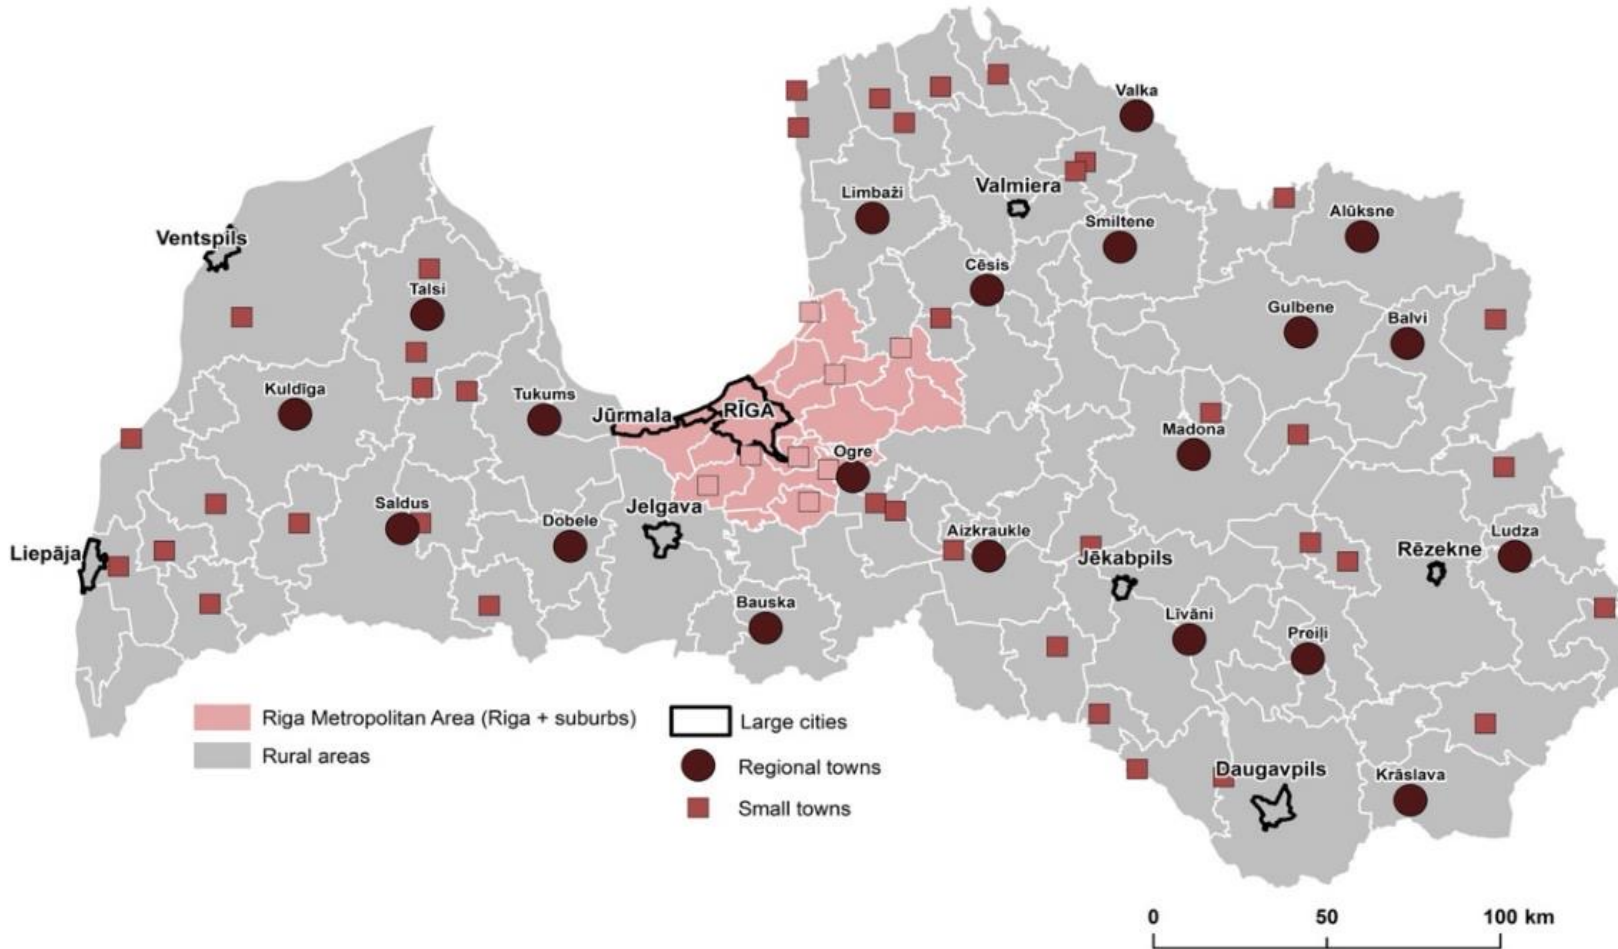 Valka
Valmiera
Limbaži
Smiltene
Alūksne
Ventspils
Cēsis
Talsi
Gulbene
Balvi
Kuldīga
Tukums
Jūrmala
RĪGA
Madona
Ogre
Saldus
Dobele
Jelgava
Aizkraukle
Ludza
Liepāja
Jēkabpils
Rēzekne
Bauska
Līvāni
Preiļi
Riga Metropolitan Area (Riga + suburbs)
Rural areas
Large cities
Regional towns
Small towns
Daugavpils
Krāslava
0 50 100 km